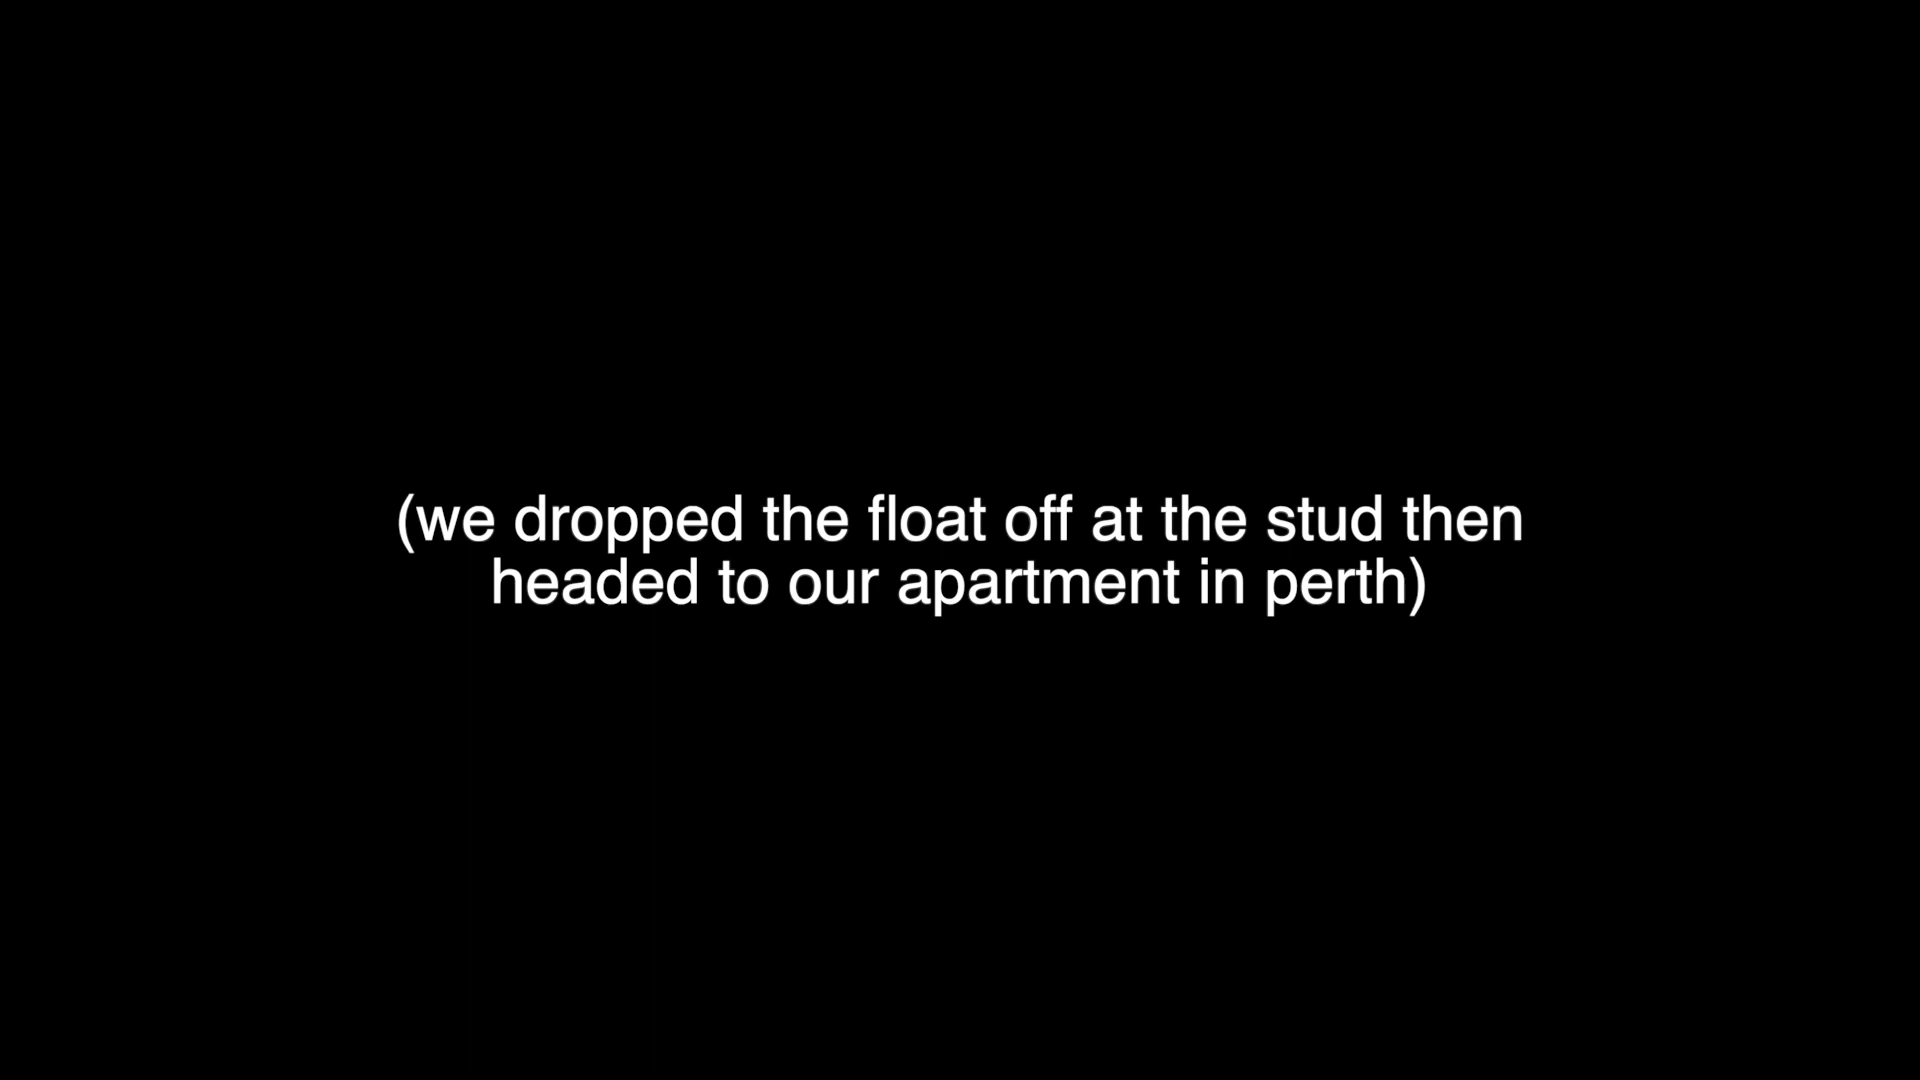 (we dropped the float off at the stud then
headed to our apartment in perth)